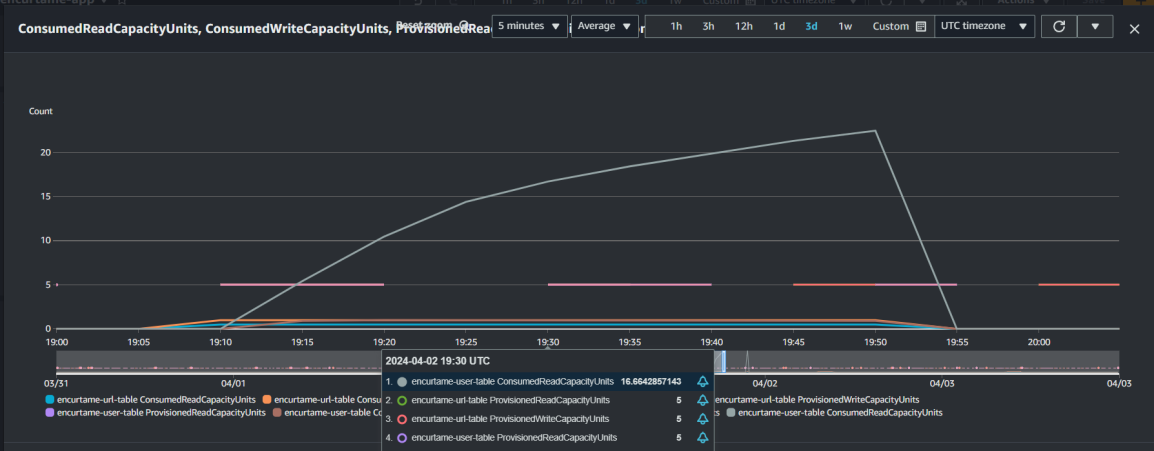 encurtame-app
ConsumedReadCapacityUnits, ConsumedWriteCapacityUnits, ProvisionedRea
Reset zoom
5 minutes
Average
1h 3h 12h 1d 3d 1w Custom
UTC timezone
Count
20
15
10
5
0
19:00 19:05 19:10 19:15 19:20 19:25 19:30 19:35 19:40 19:45 19:50 19:55 20:00
03/31 04/01 04/02 04/03 04/03
2024-04-02 19:30 UTC
1. encurtame-user-table ConsumedReadCapacityUnits 16.6642857143
2. encurtame-url-table ProvisionedReadCapacityUnits 5
3. encurtame-url-table ProvisionedWriteCapacityUnits 5
4. encurtame-user-table ProvisionedReadCapacityUnits 5
encurtame-url-table ConsumedReadCapacityUnits encurtame-url-table Consu
encurtame-url-table ProvisionedWriteCapacityUnits
encurtame-user-table ProvisionedReadCapacityUnits encurtame-user-table C
encurtame-user-table ConsumedReadCapacityUnits